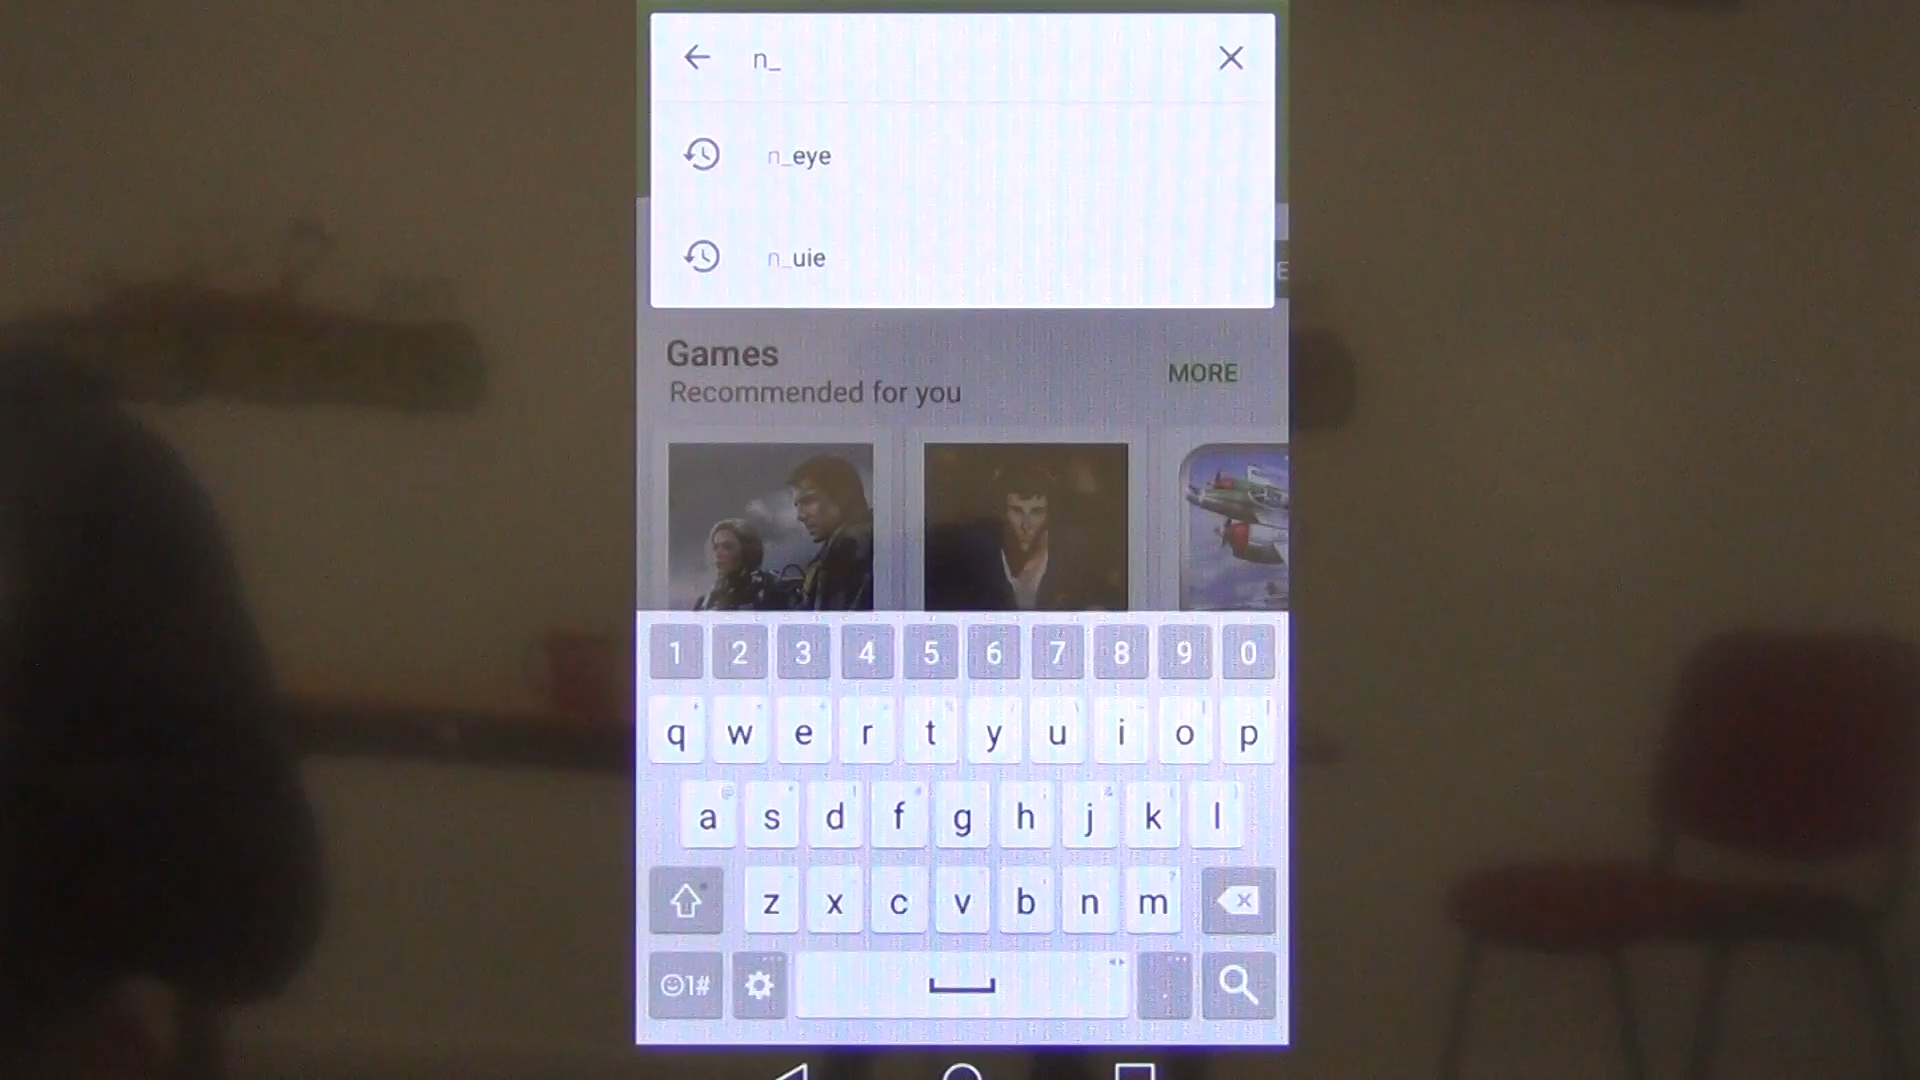 n_
n_eye
n_uie
E
Games
MORE
Recommended for you
1 2 3 4 5 6 7 8 9 0
q w e r t y u i o p
a s d f g h j k l
z x c v b n m
1#